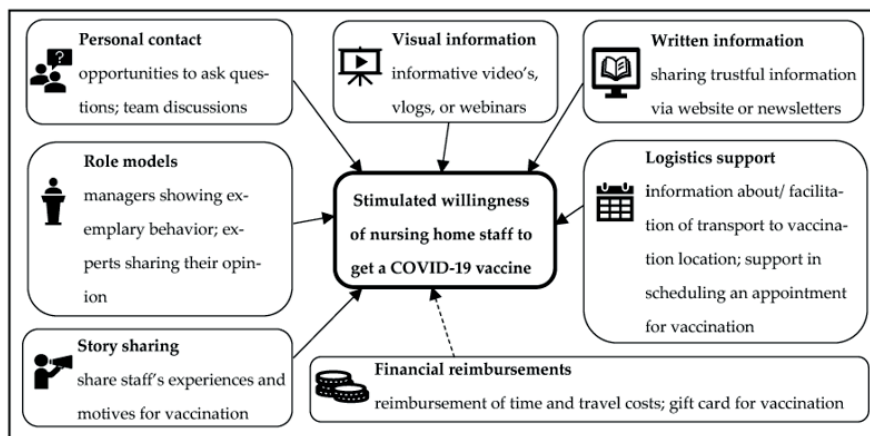 Personal contact
opportunities to ask ques-
tions; team discussions
Visual information
informative video's,
vlogs, or webinars
Written information
sharing trustful information
via website or newsletters
Role models
managers showing ex-
emplary behavior; ex-
perts sharing their opin-
ion
Stimulated willingness
of nursing home staff to
get a COVID-19 vaccine
Logistics support
information about/ facilita-
tion of transport to vaccina-
tion location; support in
scheduling an appointment
for vaccination
Story sharing
share staff's experiences and
motives for vaccination
Financial reimbursements
reimbursement of time and travel costs; gift card for vaccination